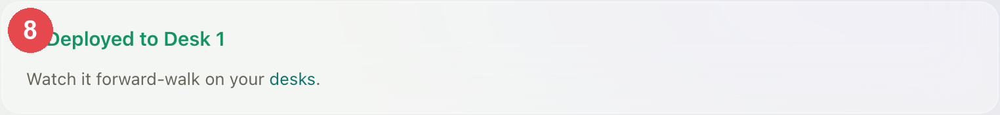 8
Deployed to Desk 1
Watch it forward-walk on your desks.